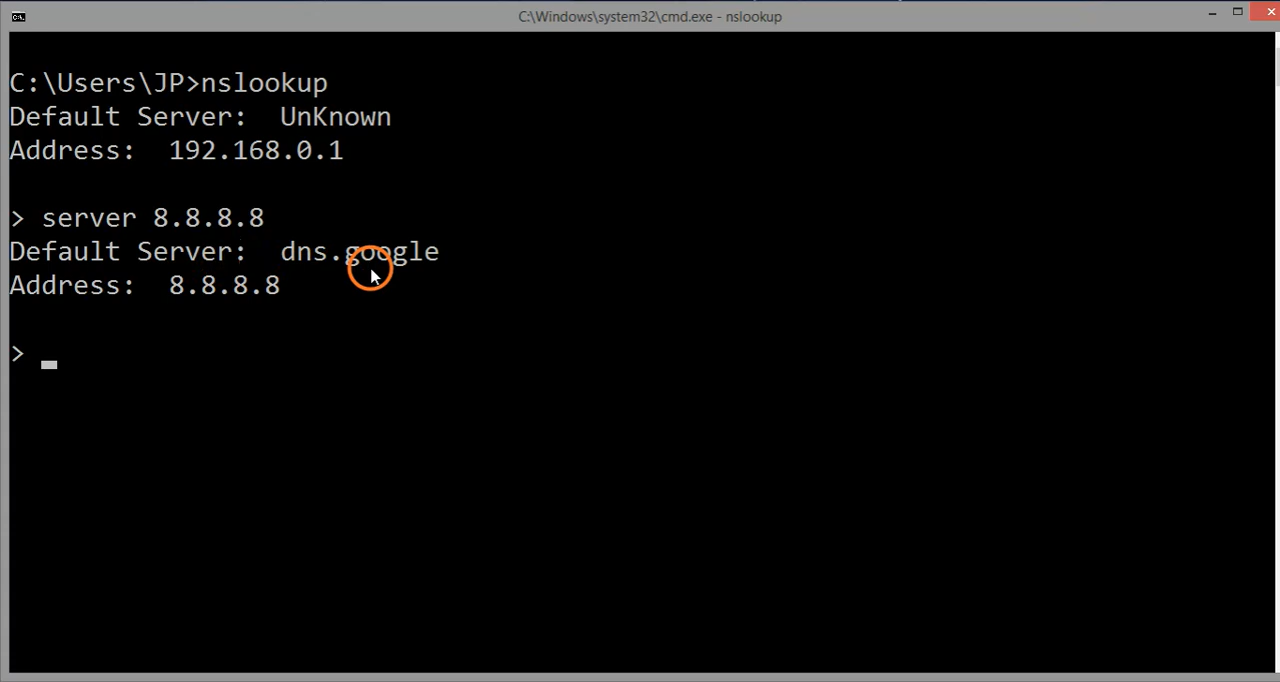 C:\Windows\system32\cmd.exe - nslookup
C:\Users\JP>nslookup
Default Server:  UnKnown
Address:  192.168.0.1
> server 8.8.8.8
Default Server:  dns.google
Address:  8.8.8.8
>